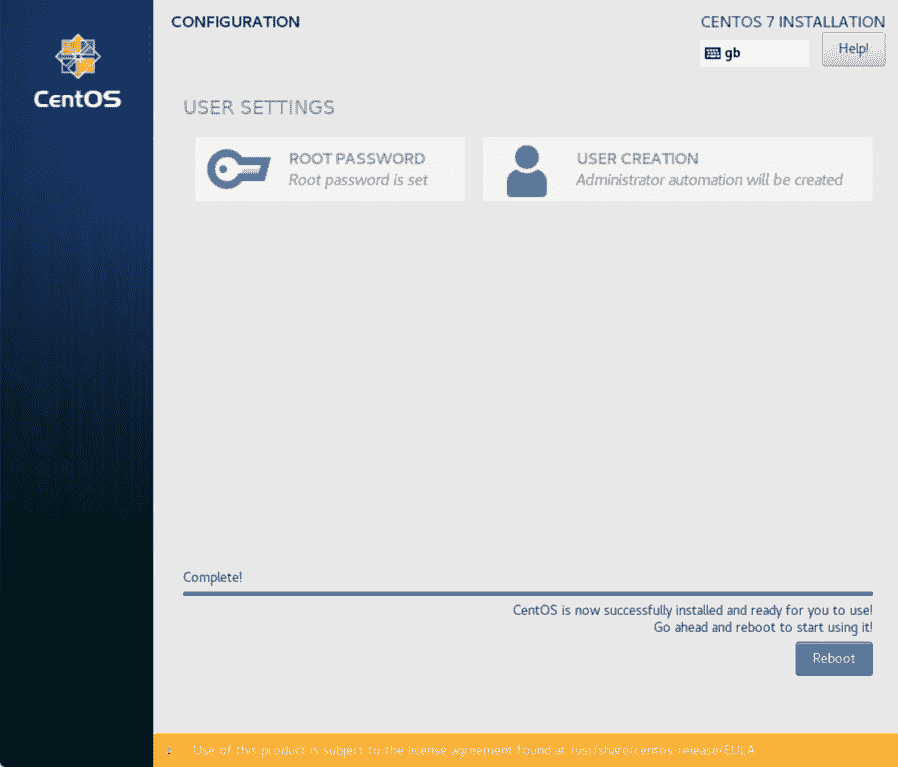 CentOS
CONFIGURATION
CENTOS 7 INSTALLATION
gb
Help!
USER SETTINGS
ROOT PASSWORD
Root password is set
USER CREATION
Administrator automation will be created
Complete!
CentOS is now successfully installed and ready for you to use!
Go ahead and reboot to start using it!
Reboot
Use of this product is subject to the license agreement found at /usr/share/centos-release/EULA